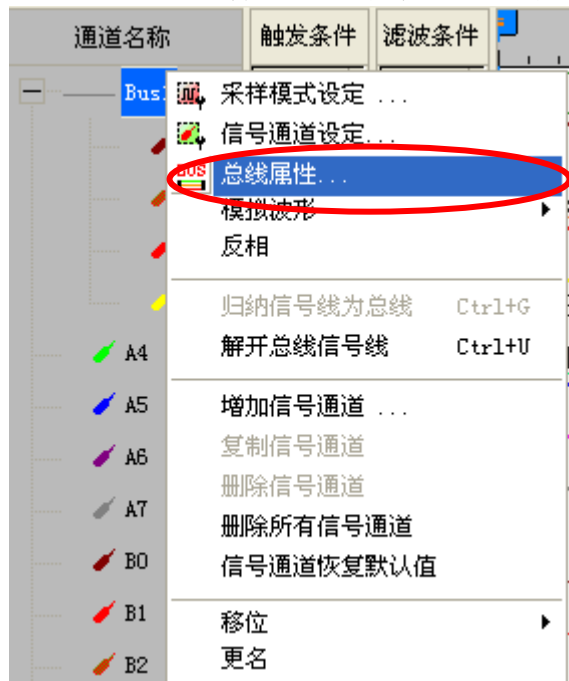 通道名称 触发条件 滤波条件
Bus1
采样模式设定 ...
信号通道设定...
BUS 总线属性...
模拟波形
反相
归纳信号线为总线 Ctrl+G
解开总线信号线 Ctrl+U
A4
增加信号通道 ...
A5
复制信号通道
A6
删除信号通道
A7
删除所有信号通道
B0
信号通道恢复默认值
B1
移位
B2
更名